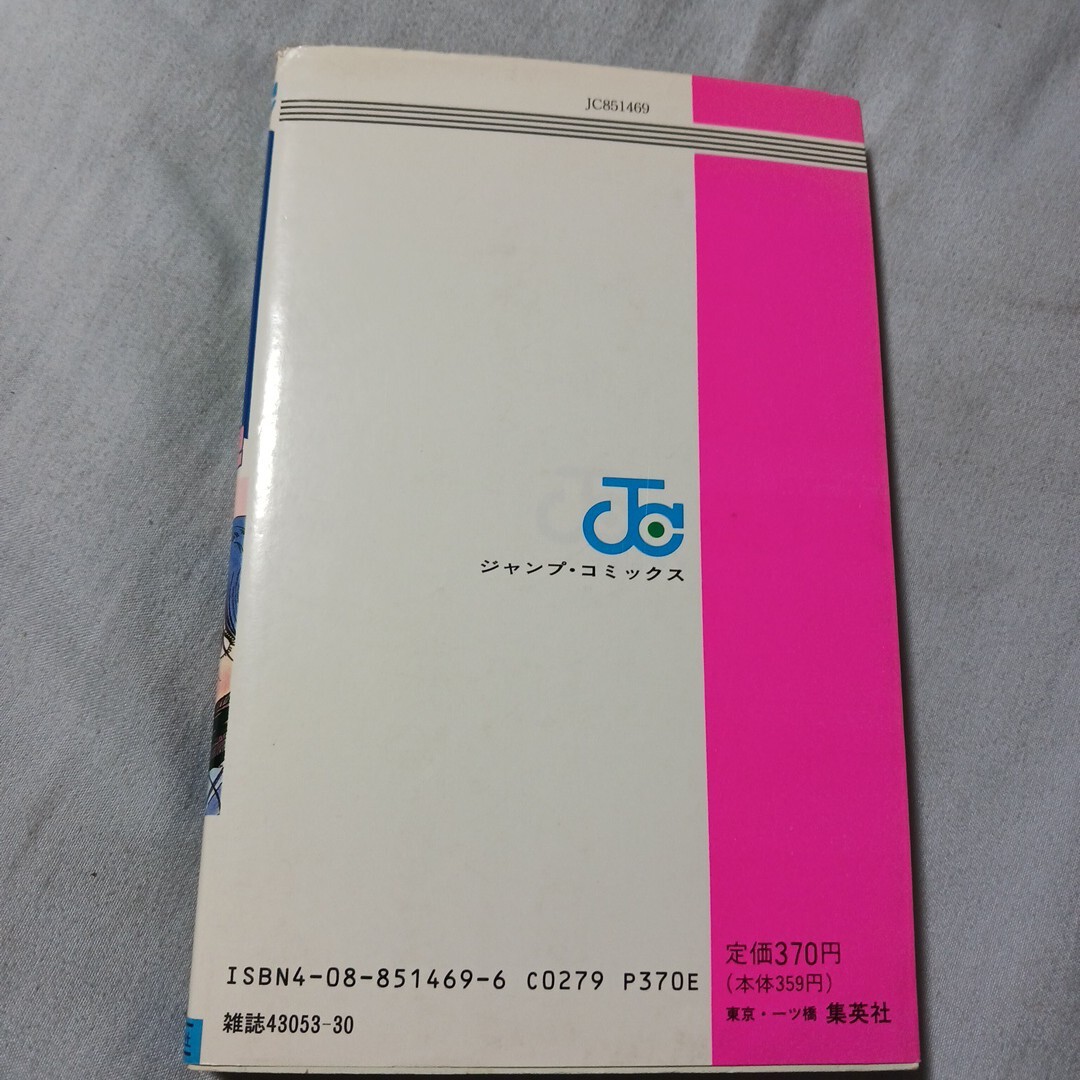 JC851469
JC
ジャンプ・コミックス
定価370円
(本体359円)
東京・一ツ橋 集英社
ISBN4-08-851469-6 C0279 P370E
雑誌43053-30